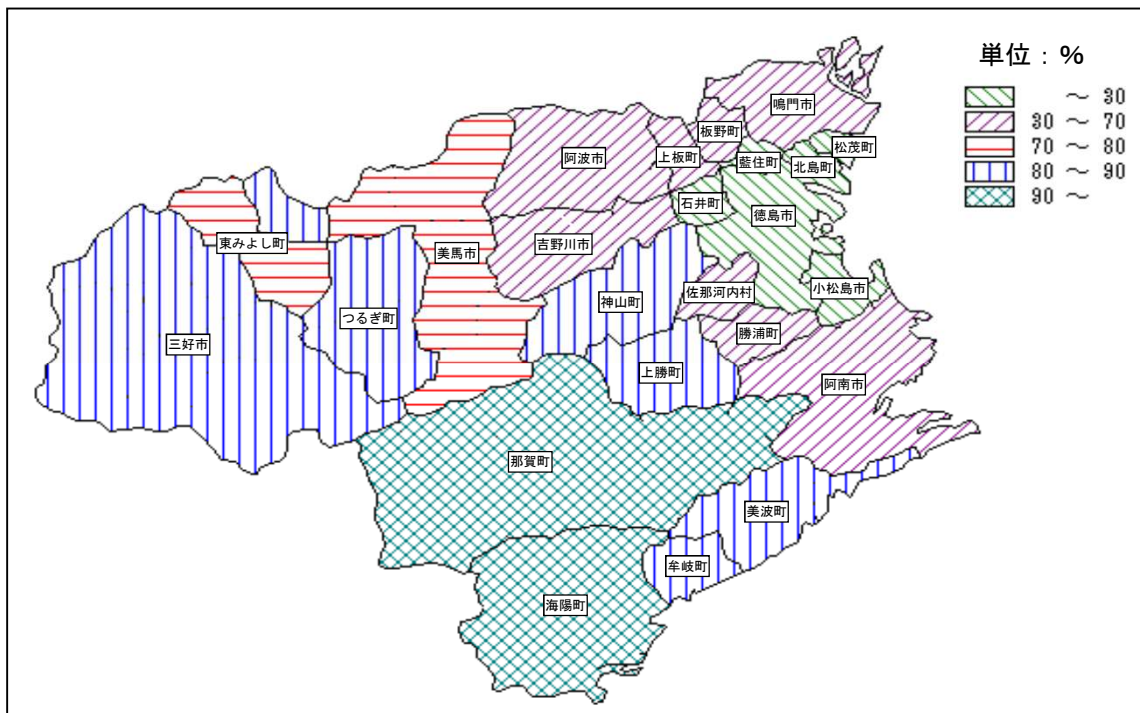 単位：%
～ 30
30 ～ 70
70 ～ 80
80 ～ 90
90 ～
鳴門市
板野町
松茂町
阿波市
上板町
藍住町
北島町
石井町
徳島市
東みよし町
美馬市
吉野川市
佐那河内村
小松島市
神山町
つるぎ町
勝浦町
三好市
上勝町
阿南市
那賀町
美波町
牟岐町
海陽町